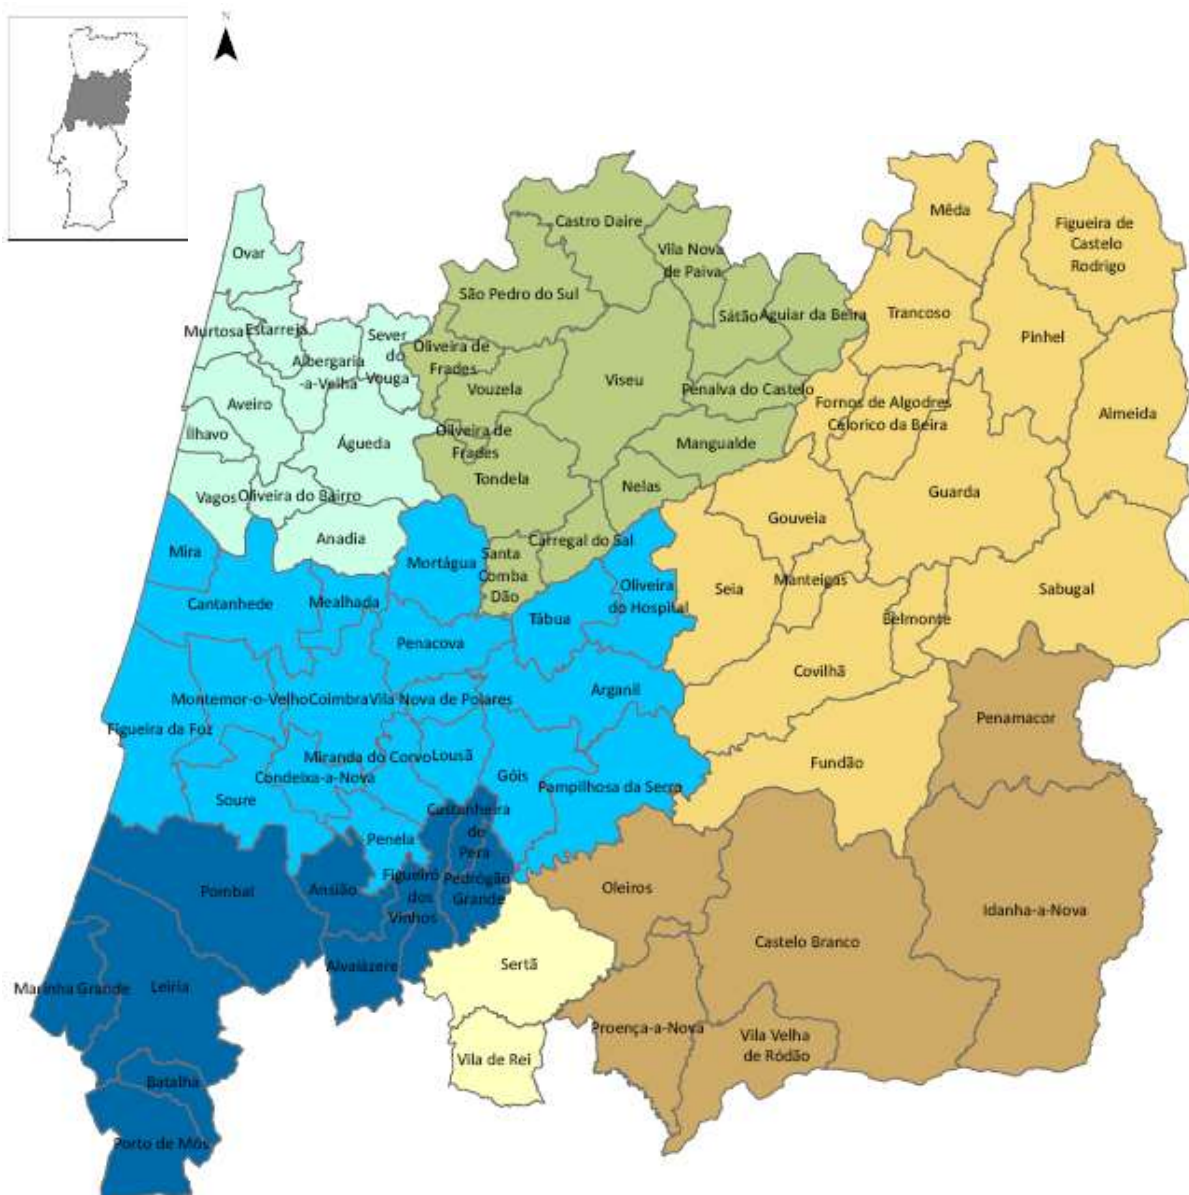 N
Mêda
Figueira de
Castelo
Rodrigo
Castro Daire
Ovar
Vila Nova
de Paiva
São Pedro do Sul
Trancoso
Sátão
Aguiar da Beira
Murtosa
Estarreja
Sever
do
Vouga
Pinhel
Albergaria
-a-Velha
Oliveira de
Frades
Viseu
Vouzela
Penalva do Castelo
Aveiro
Fornos de Algodres
Almeida
Celorico da Beira
Ílhavo
Águeda
Oliveira de
Frades
Mangualde
Tondela
Nelas
Guarda
Vagos
Oliveira do Bairro
Gouveia
Anadia
Carregal do Sal
Mira
Mortágua
Santa
Comba
Dão
Oliveira
do Hospital
Manteigas
Seia
Sabugal
Cantanhede
Mealhada
Tábua
Belmonte
Penacova
Covilhã
Arganil
Montemor-o-Velho
Coimbra
Vila Nova de Poiares
Penamacor
Figueira da Foz
Miranda do Corvo
Lousã
Fundão
Condeixa-a-Nova
Góis
Pampilhosa da Serra
Soure
Castanheira
de
Pera
Penela
Pombal
Ansião
Figueiró
dos
Vinhos
Pedrógão
Grande
Oleiros
Idanha-a-Nova
Castelo Branco
Sertã
Alvaiázere
Marinha Grande
Leiria
Proença-a-Nova
Vila Velha
de Ródão
Vila de Rei
Batalha
Porto de Mós